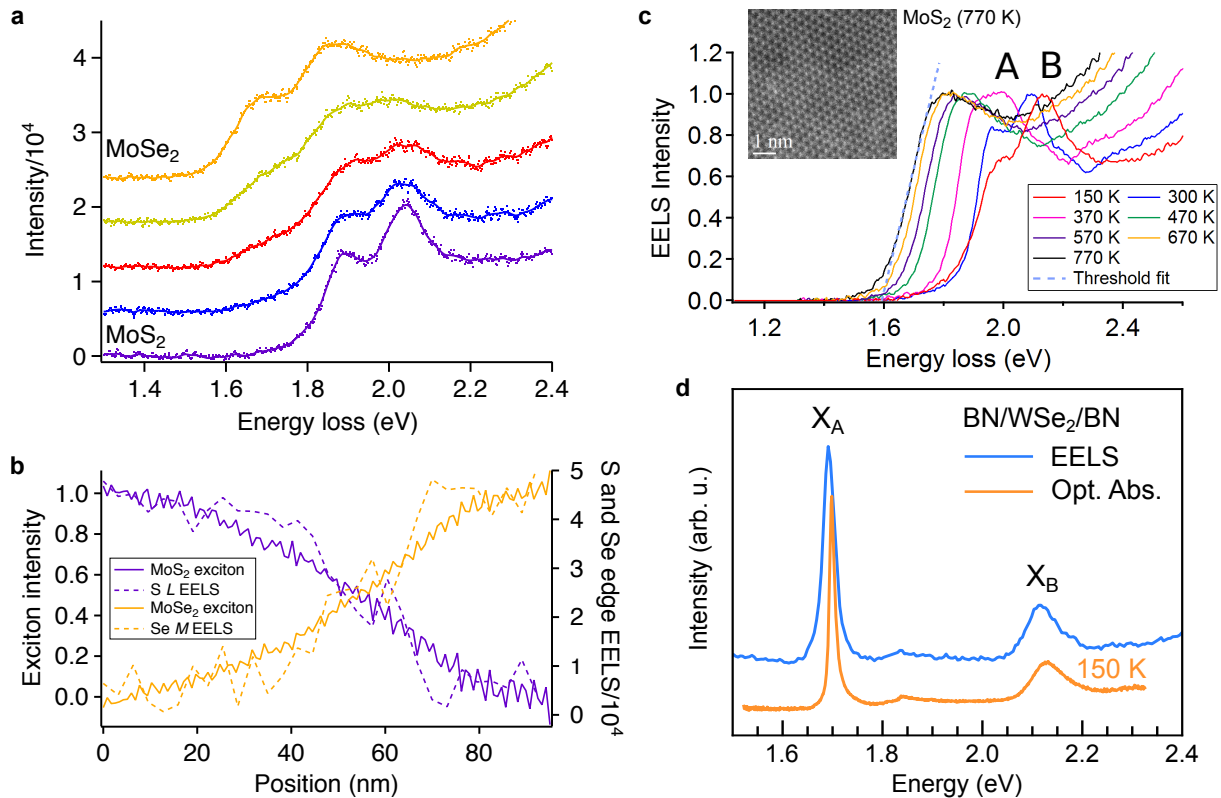 a
Intensity/10⁴
4
3
2
1
0
MoSe₂
MoS₂
1.4 1.6 1.8 2.0 2.2 2.4
Energy loss (eV)
b
Exciton intensity
1.0
0.8
0.6
0.4
0.2
0.0
MoS₂ exciton
S L EELS
MoSe₂ exciton
Se M EELS
S and Se edge EELS/10⁴
5
4
3
2
1
0
0 20 40 60 80
Position (nm)
c
MoS₂ (770 K)
1 nm
A
B
EELS Intensity
1.2
1.0
0.8
0.6
0.4
0.2
0.0
150 K 300 K
370 K 470 K
570 K 670 K
770 K
Threshold fit
1.2 1.6 2.0 2.4
Energy loss (eV)
d
X_A
X_B
BN/WSe₂/BN
EELS
Opt. Abs.
150 K
Intensity (arb. u.)
1.6 1.8 2.0 2.2 2.4
Energy (eV)